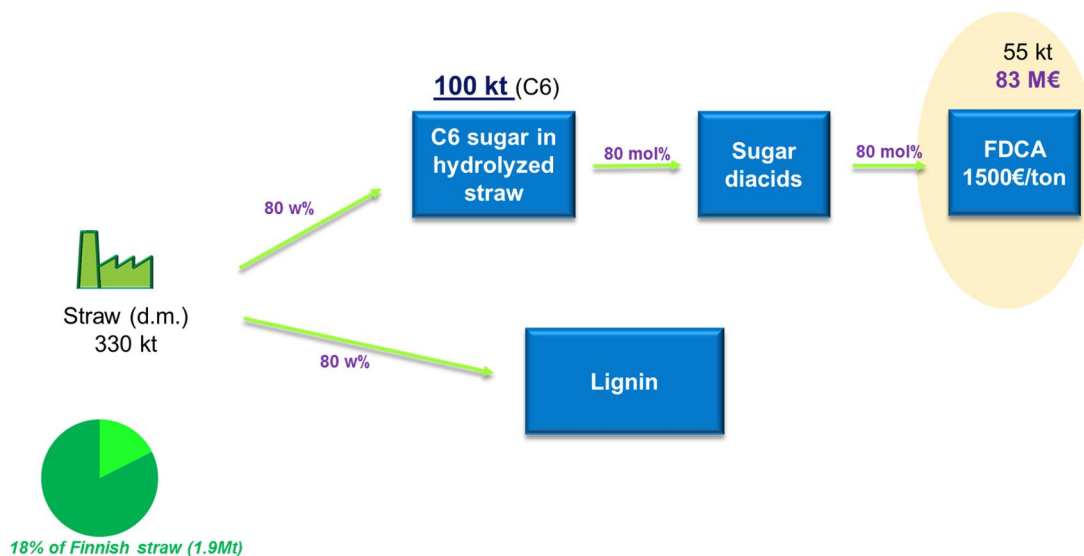 55 kt
83 M€
100 kt (C6)
C6 sugar in
hydrolyzed
straw
80 mol%
Sugar
diacids
80 mol%
FDCA
1500€/ton
80 w%
Straw (d.m.)
330 kt
80 w%
Lignin
18% of Finnish straw (1.9Mt)